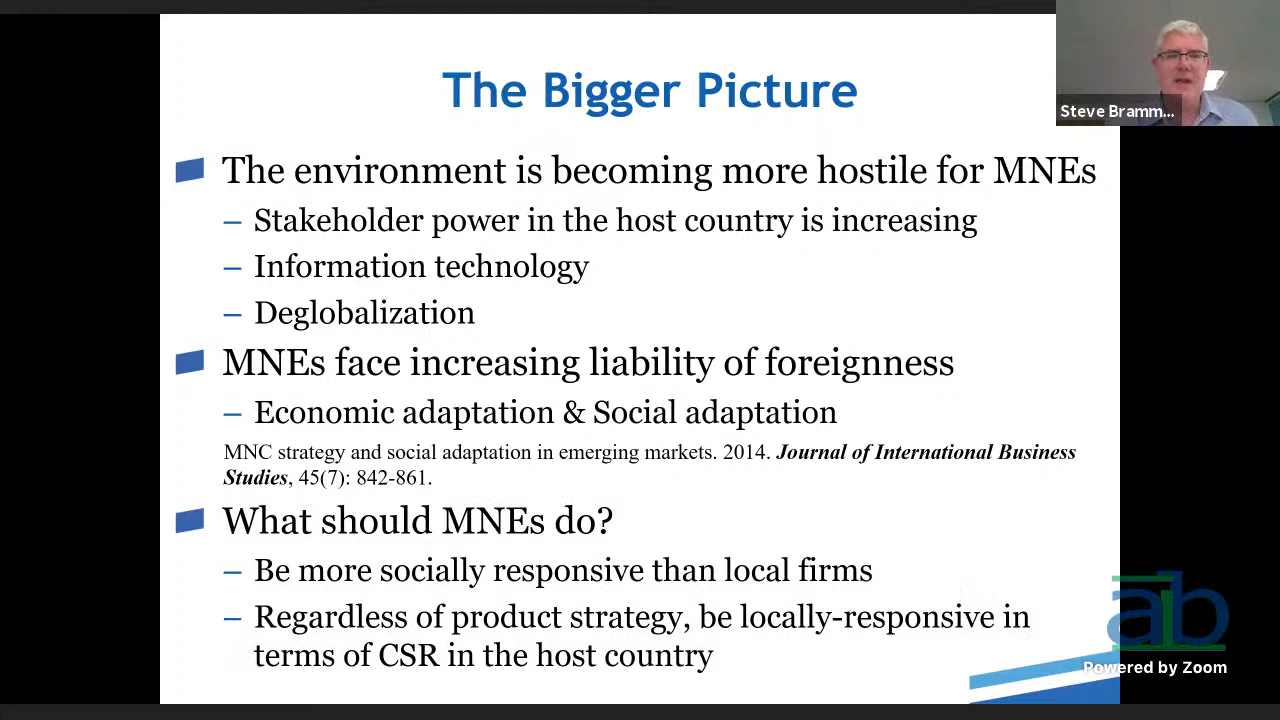 The Bigger Picture
Steve Bramm...
The environment is becoming more hostile for MNEs
– Stakeholder power in the host country is increasing
– Information technology
– Deglobalization
MNEs face increasing liability of foreignness
– Economic adaptation & Social adaptation
MNC strategy and social adaptation in emerging markets. 2014. Journal of International Business
Studies, 45(7): 842-861.
What should MNEs do?
– Be more socially responsive than local firms
– Regardless of product strategy, be locally-responsive in
terms of CSR in the host country
aib
Powered by Zoom